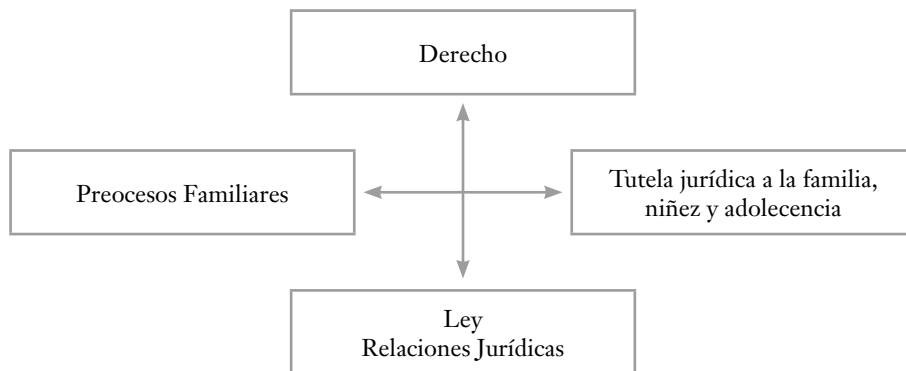 Derecho
Preocesos Familiares
Tutela jurídica a la familia,
niñez y adolecencia
Ley
Relaciones Jurídicas